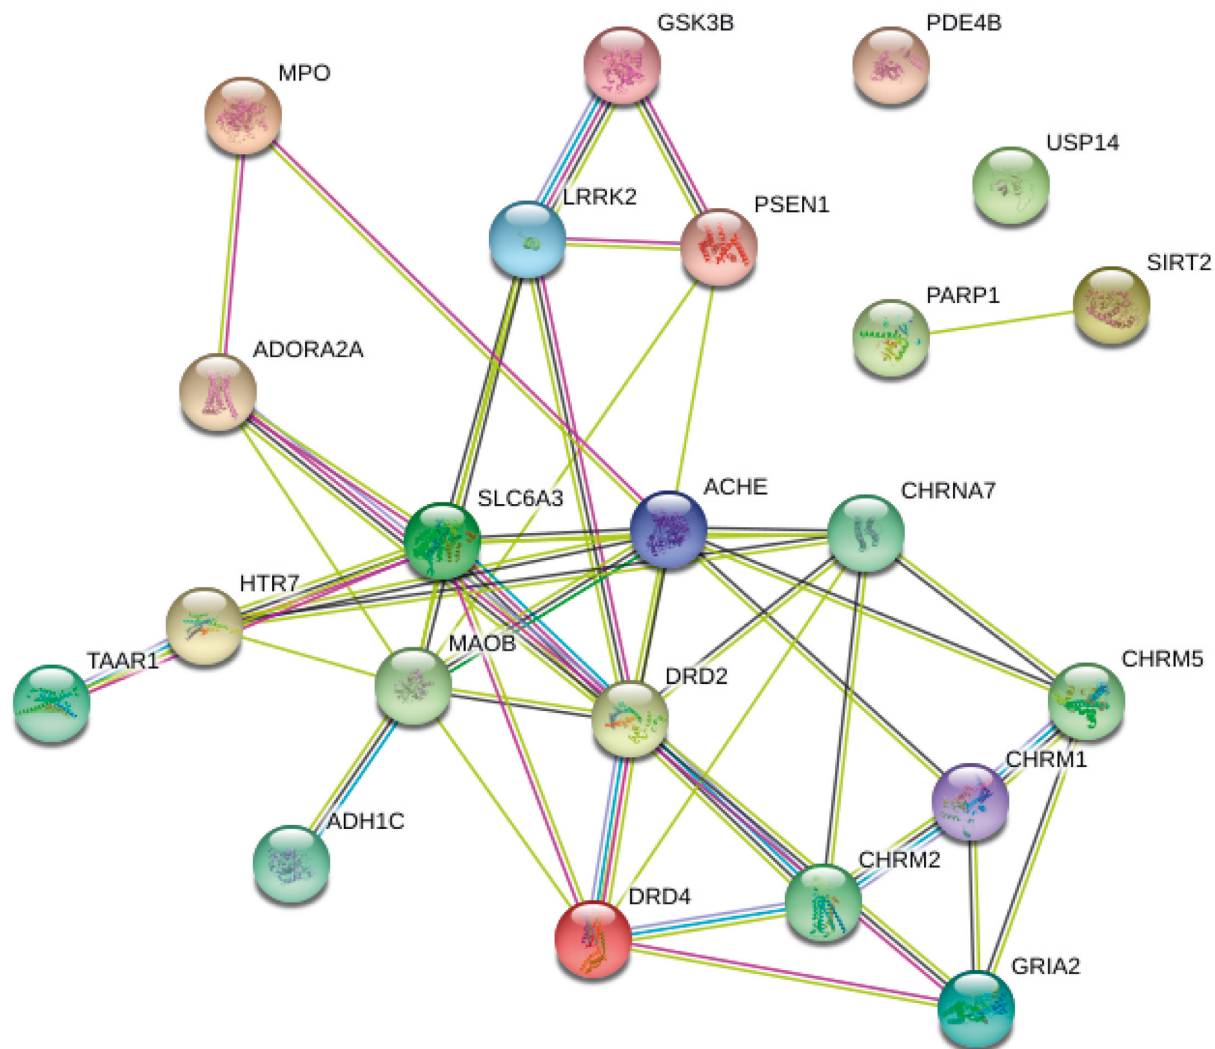 GSK3B
PDE4B
MPO
USP14
LRRK2
PSEN1
SIRT2
PARP1
ADORA2A
SLC6A3
ACHE
CHRNA7
HTR7
MAOB
TAAR1
DRD2
CHRM5
CHRM1
ADH1C
CHRM2
DRD4
GRIA2